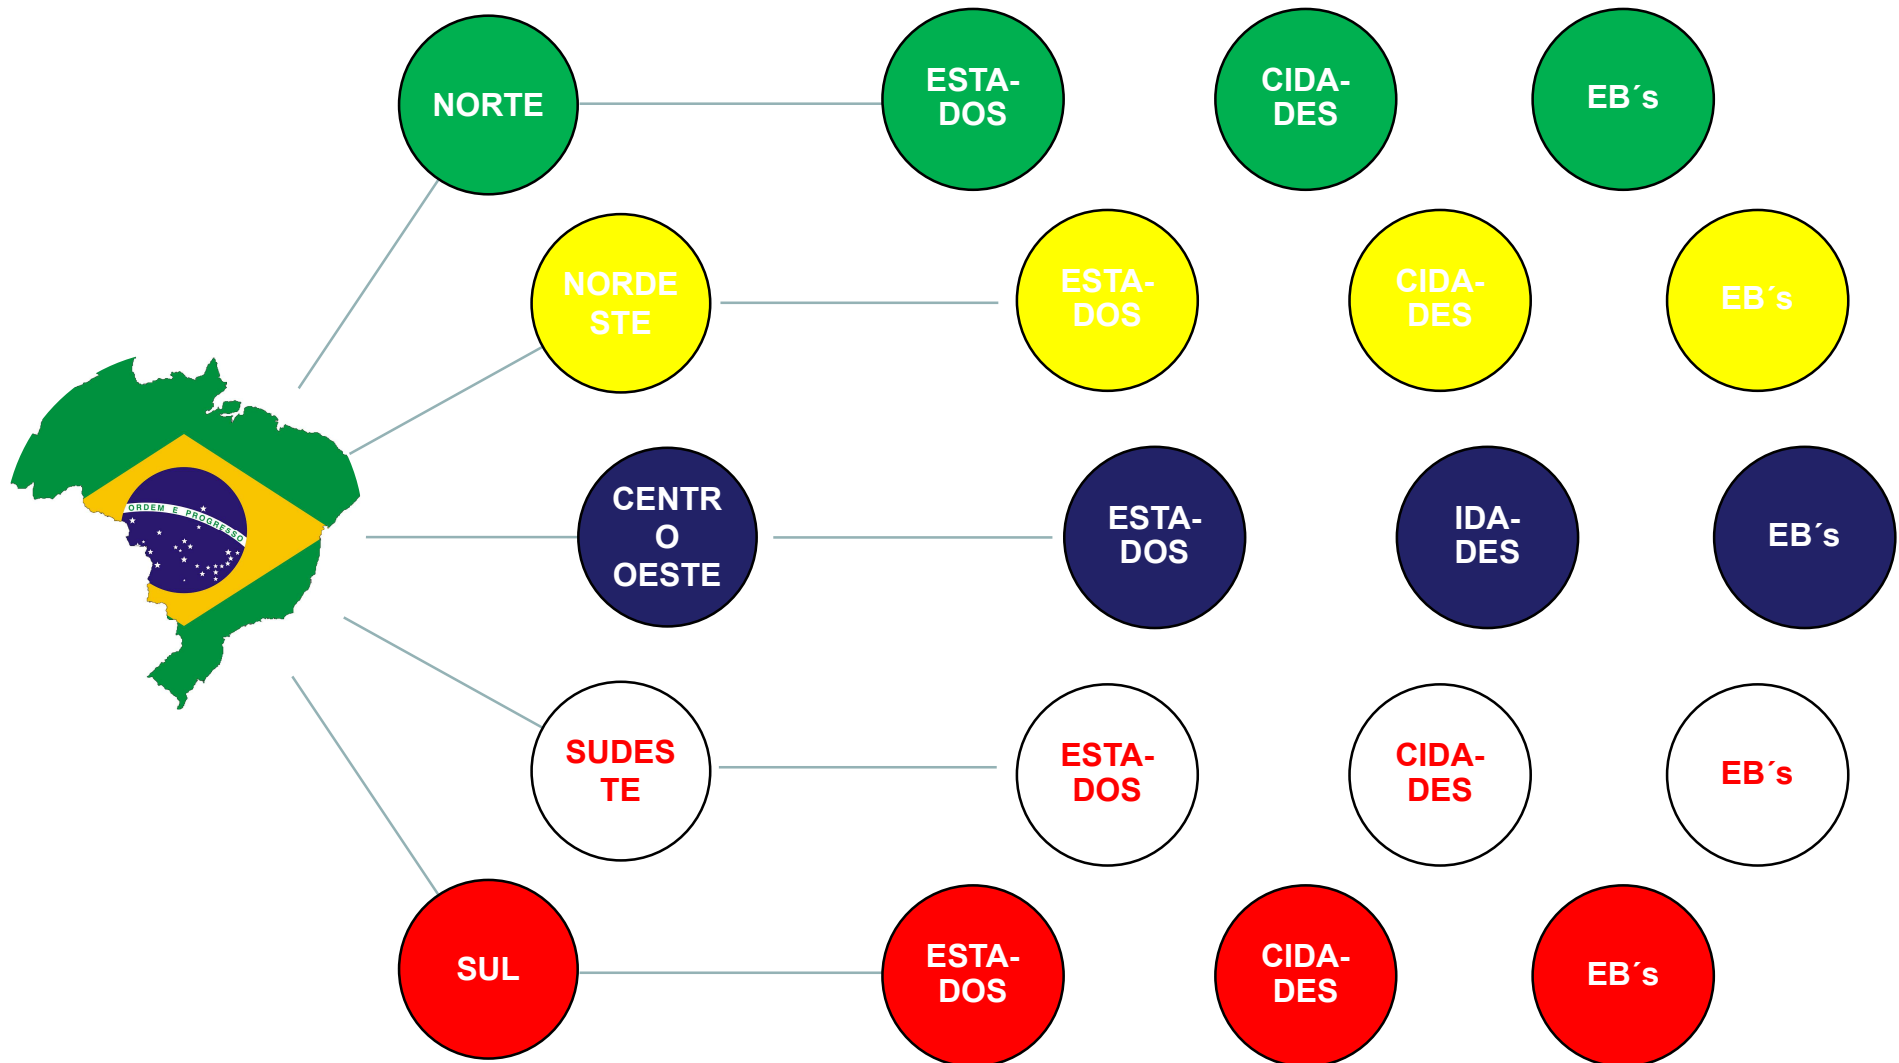 NORTE
ESTA-
DOS
CIDA-
DES
EB´s
NORDE
STE
ESTA-
DOS
CIDA-
DES
EB´s
ORDEM E PROGRESSO
CENTR
O
OESTE
ESTA-
DOS
IDA-
DES
EB´s
SUDES
TE
ESTA-
DOS
CIDA-
DES
EB´s
SUL
ESTA-
DOS
CIDA-
DES
EB´s